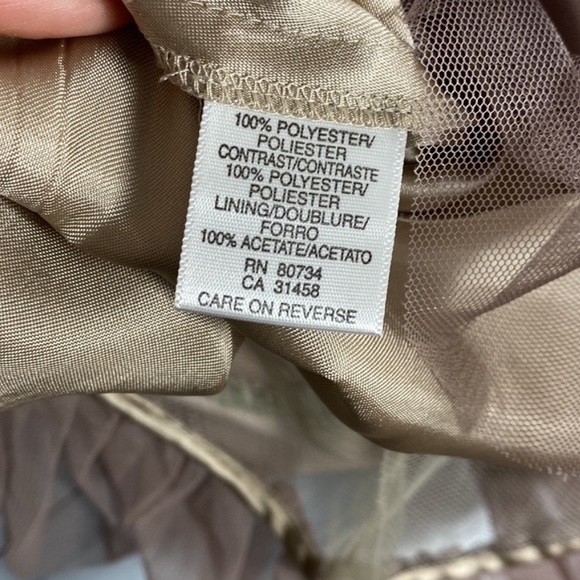 100% POLYESTER/
POLIESTER
CONTRAST/CONTRASTE
100% POLYESTER/
POLIESTER
LINING/DOUBLURE/
FORRO
100% ACETATE/ACETATO
RN 80734
CA 31458
CARE ON REVERSE